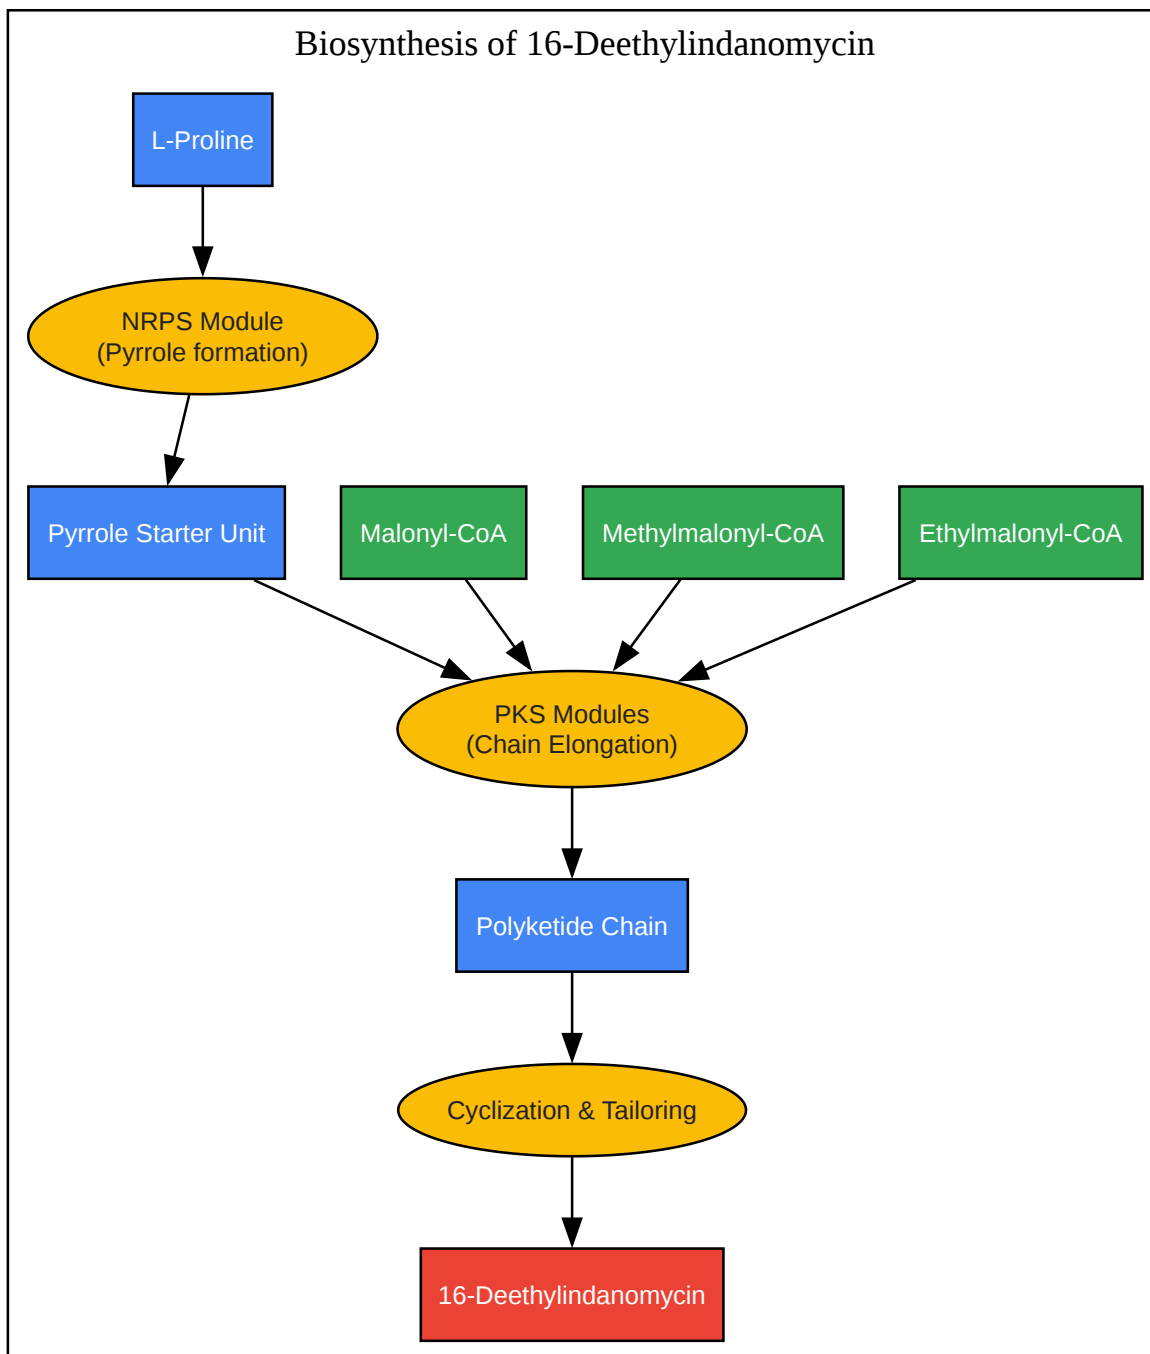 Biosynthesis of 16-Deethylindanomycin
L-Proline
NRPS Module
(Pyrrole formation)
Pyrrole Starter Unit
Malonyl-CoA
Methylmalonyl-CoA
Ethylmalonyl-CoA
PKS Modules
(Chain Elongation)
Polyketide Chain
Cyclization & Tailoring
16-Deethylindanomycin